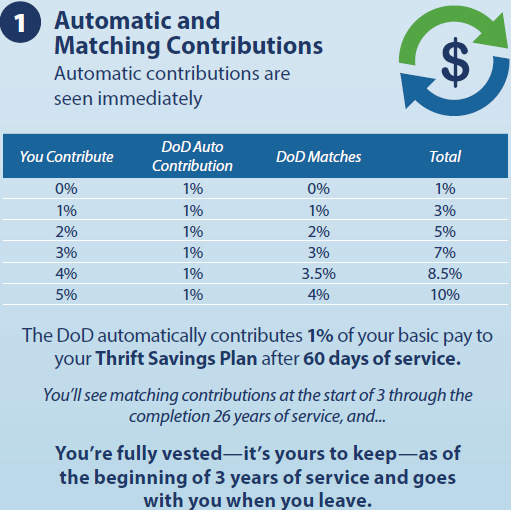 1
Automatic and
Matching Contributions
Automatic contributions are
seen immediately
$
You Contribute DoD Auto Contribution DoD Matches Total
0% 1% 0% 1%
1% 1% 1% 3%
2% 1% 2% 5%
3% 1% 3% 7%
4% 1% 3.5% 8.5%
5% 1% 4% 10%
The DoD automatically contributes 1% of your basic pay to
your Thrift Savings Plan after 60 days of service.
You'll see matching contributions at the start of 3 through the
completion 26 years of service, and...
You're fully vested—it's yours to keep—as of
the beginning of 3 years of service and goes
with you when you leave.